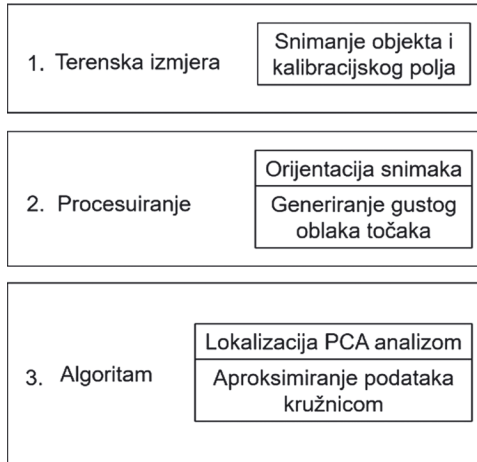 1. Terenska izmjera
Snimanje objekta i
kalibracijskog polja
2. Procesuiranje
Orijentacija snimaka
Generiranje gustog
oblaka točaka
3. Algoritam
Lokalizacija PCA analizom
Aproksimiranje podataka
kružnicom